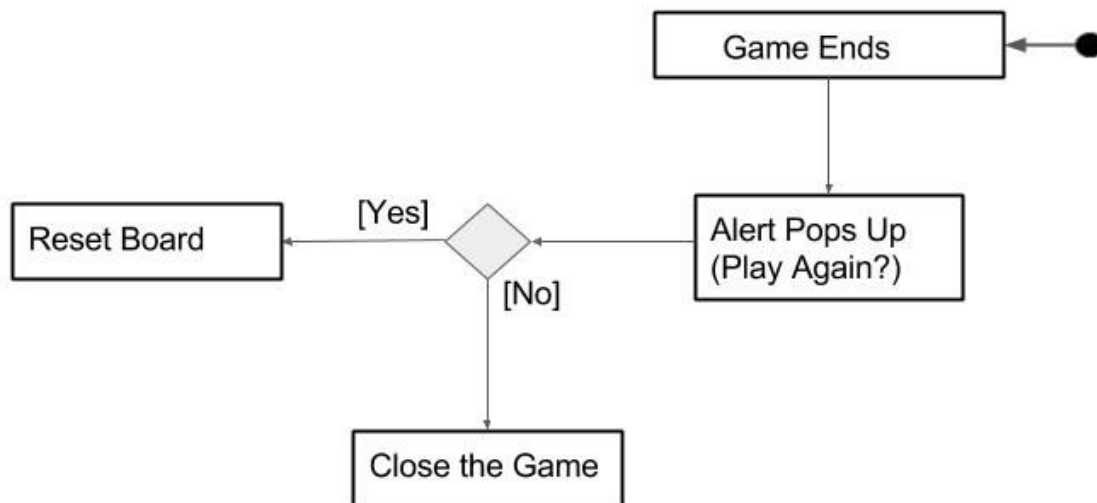 Game Ends
Alert Pops Up
(Play Again?)
[Yes]
[No]
Reset Board
Close the Game